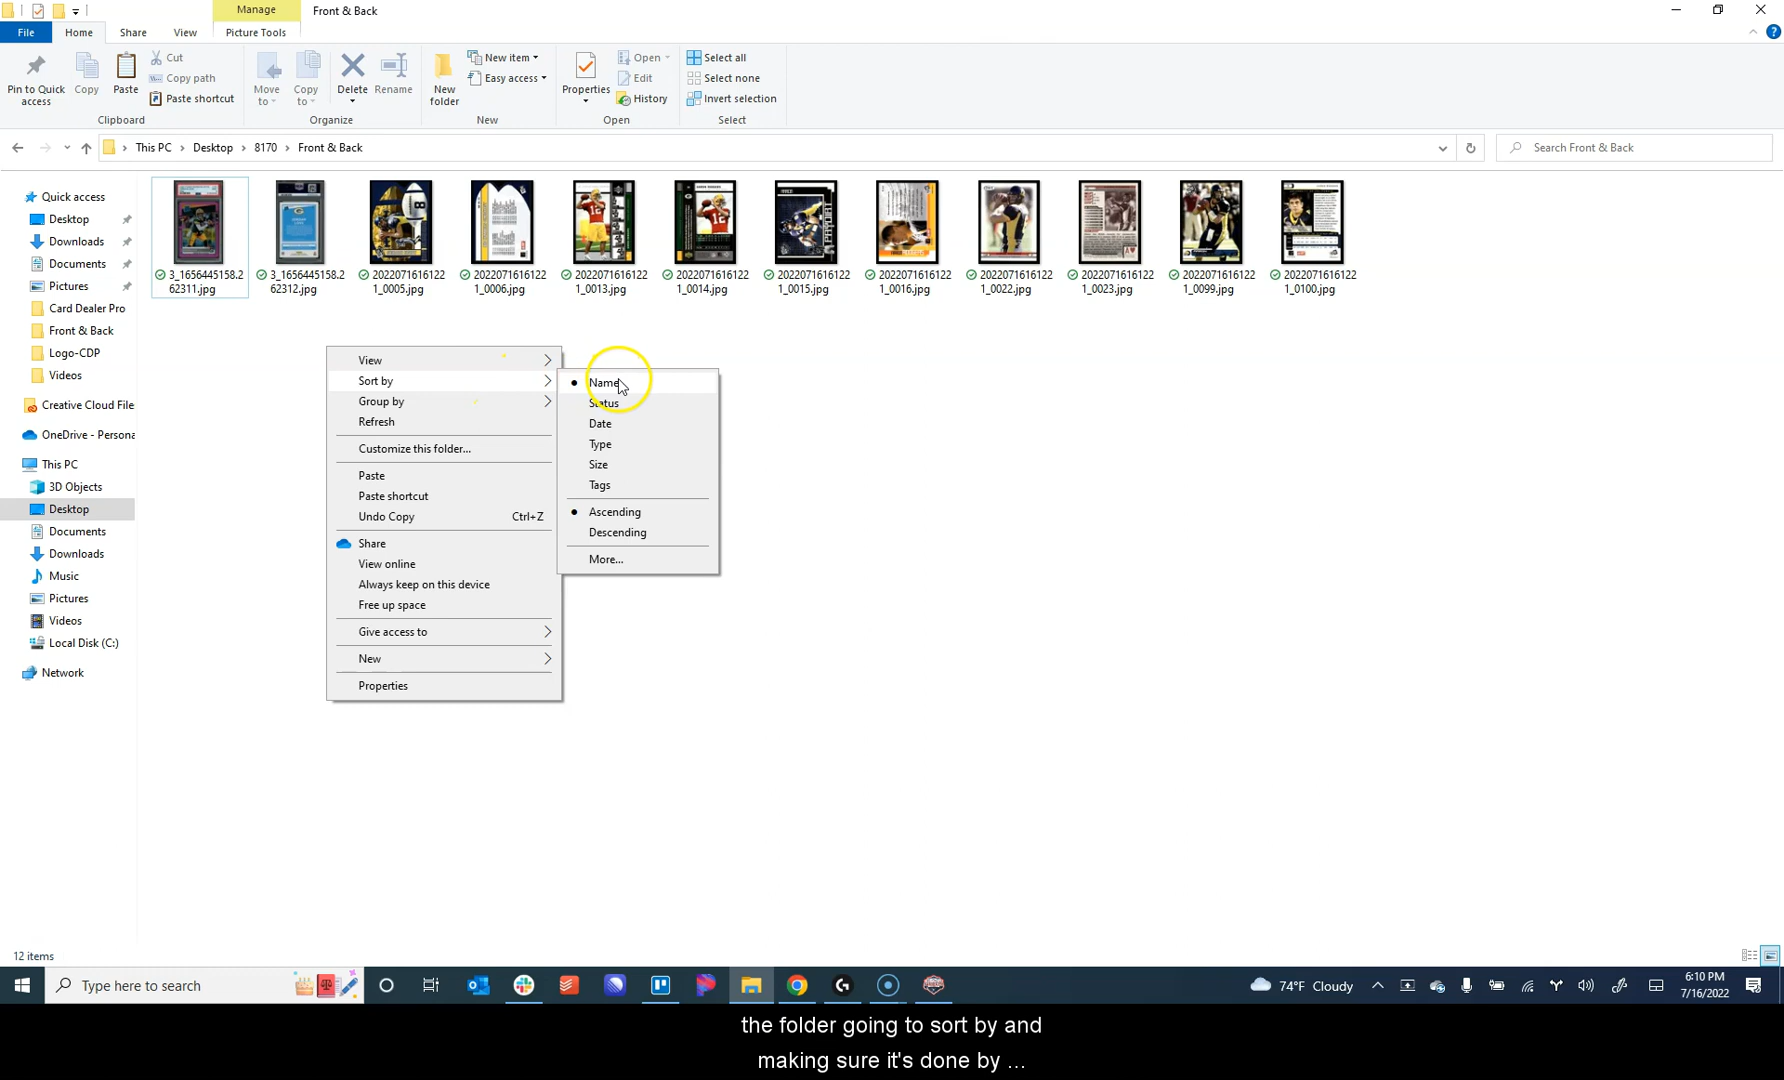 Manage
Front & Back
File
Home
Share
View
Picture Tools
Pin to Quick
access
Copy
Paste
Cut
Copy path
Paste shortcut
Clipboard
Move
to
Copy
to
Delete
Rename
Organize
New
folder
New item
Easy access
New
Properties
Open
Edit
History
Open
Select all
Select none
Invert selection
Select
This PC
Desktop
8170
Front & Back
Search Front & Back
Quick access
Desktop
Downloads
Documents
Pictures
Card Dealer Pro
Front & Back
Logo-CDP
Videos
Creative Cloud File
OneDrive - Persona
This PC
3D Objects
Desktop
Documents
Downloads
Music
Pictures
Videos
Local Disk (C:)
Network
3_1656445158.2
62311.jpg
3_1656445158.2
62312.jpg
2022071616122
1_0005.jpg
2022071616122
1_0006.jpg
2022071616122
1_0013.jpg
2022071616122
1_0014.jpg
2022071616122
1_0015.jpg
2022071616122
1_0016.jpg
2022071616122
1_0022.jpg
2022071616122
1_0023.jpg
2022071616122
1_0099.jpg
2022071616122
1_0100.jpg
View
Sort by
Group by
Refresh
Customize this folder...
Paste
Paste shortcut
Undo Copy Ctrl+Z
Share
View online
Always keep on this device
Free up space
Give access to
New
Properties
Name
Status
Date
Type
Size
Tags
Ascending
Descending
More...
12 items
Type here to search
74°F Cloudy
6:10 PM
7/16/2022
the folder going to sort by and
making sure it's done by ...